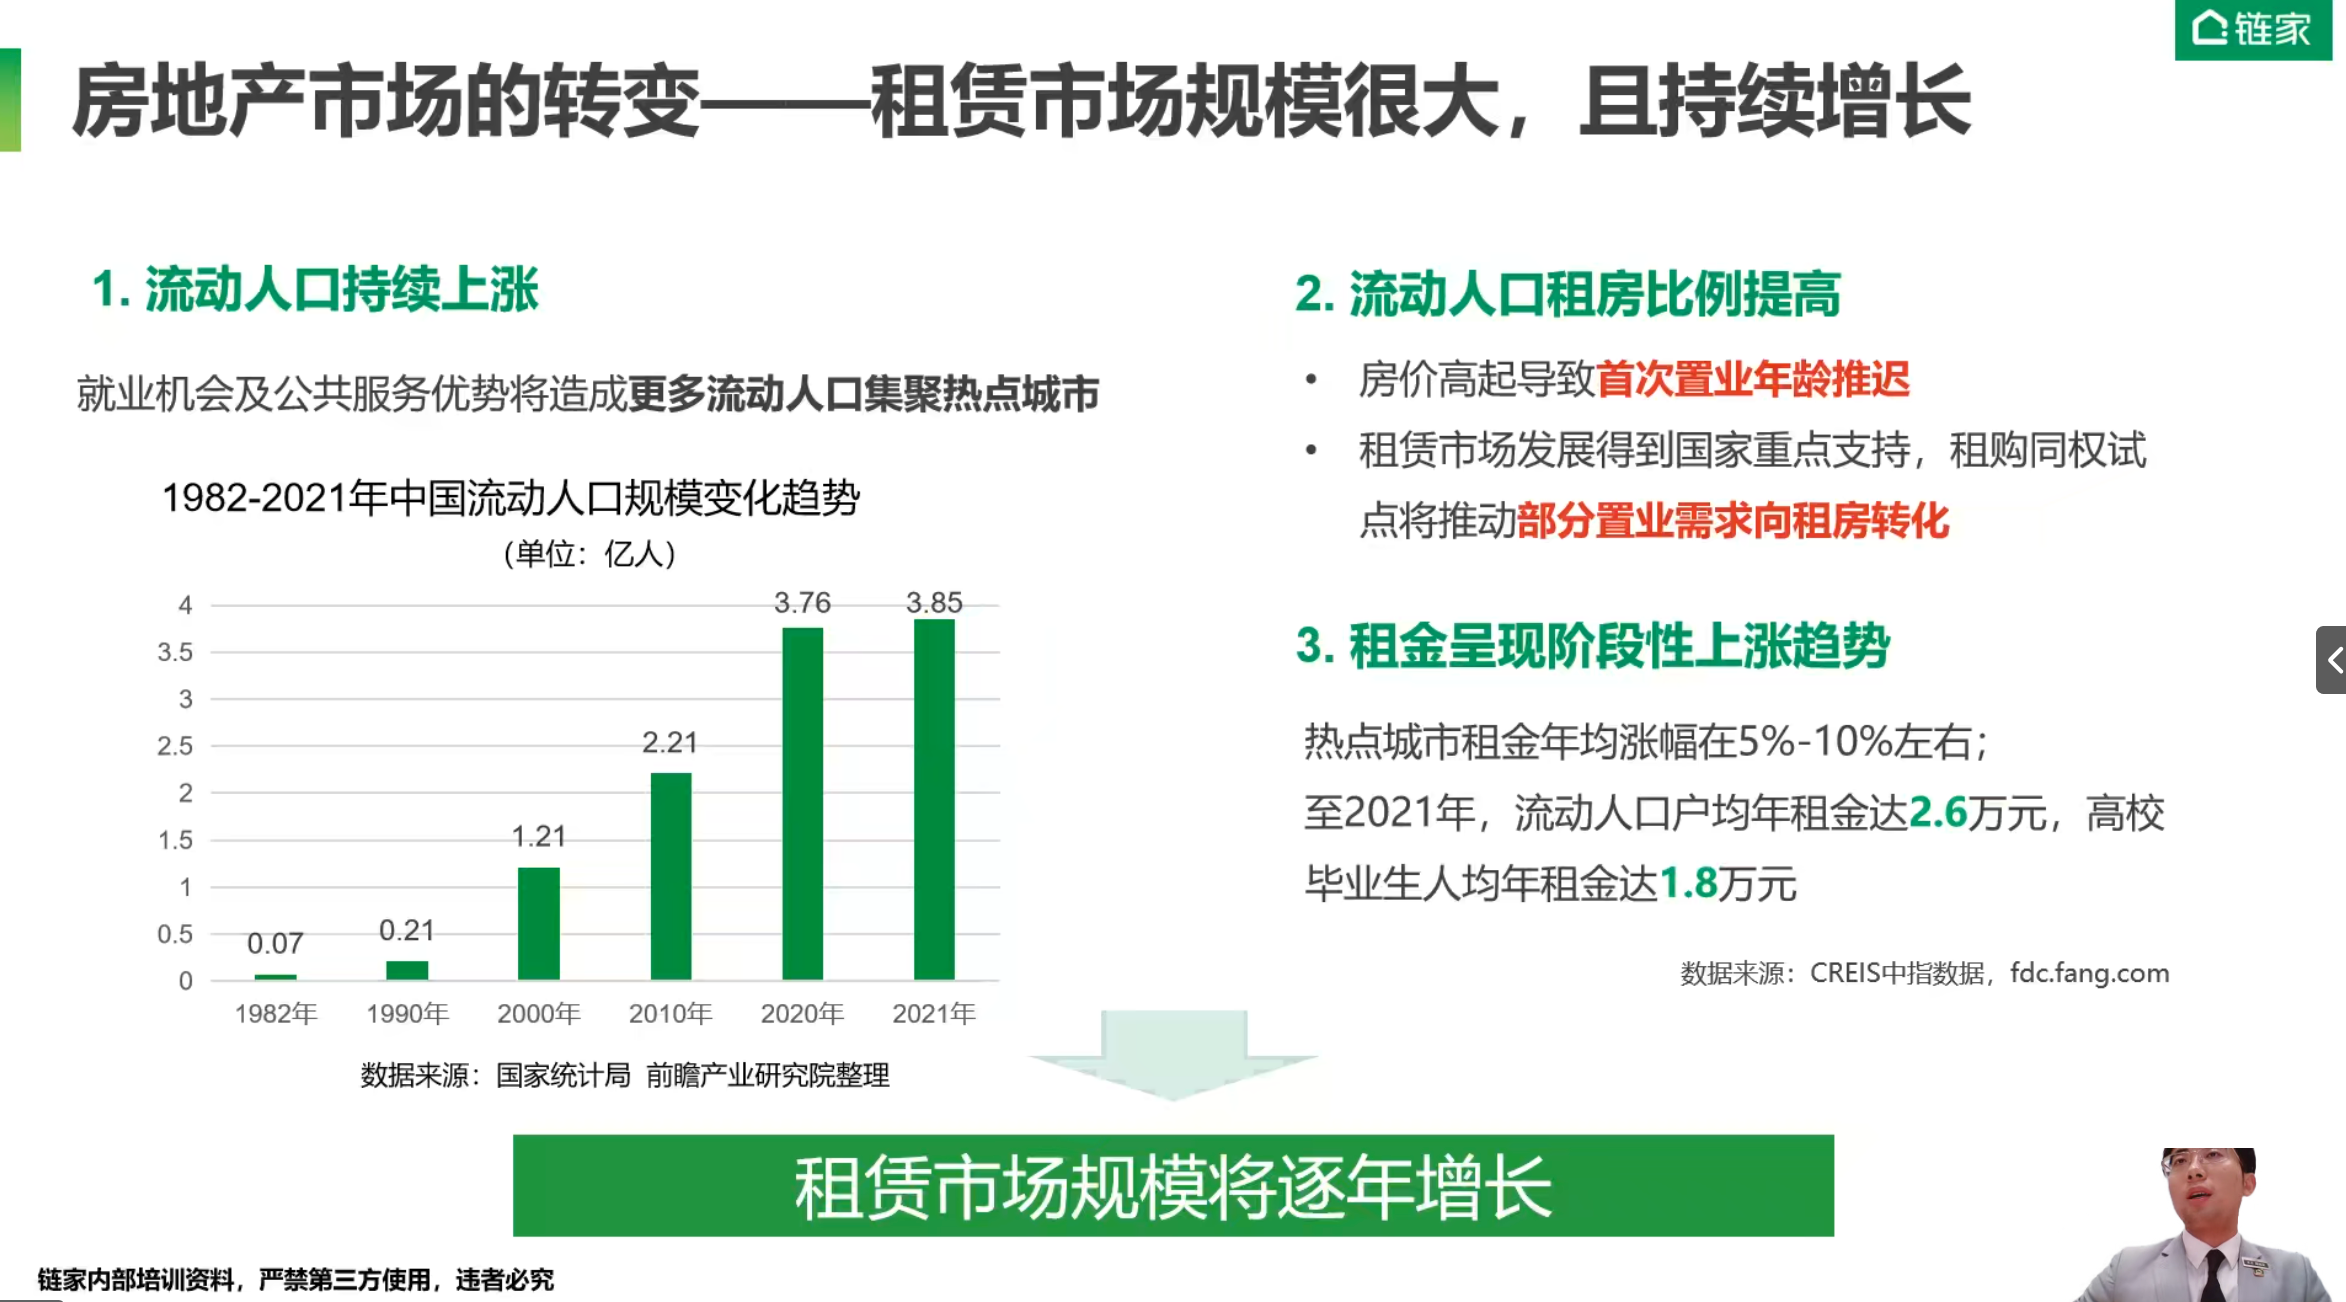 链家
房地产市场的转变——租赁市场规模很大，且持续增长
1. 流动人口持续上涨
就业机会及公共服务优势将造成更多流动人口集聚热点城市
1982-2021年中国流动人口规模变化趋势
（单位：亿人）
4
3.5
3
2.5
2
1.5
1
0.5
0
0.07
0.21
1.21
2.21
3.76
3.85
1982年
1990年
2000年
2010年
2020年
2021年
数据来源：国家统计局 前瞻产业研究院整理
2. 流动人口租房比例提高
• 房价高起导致首次置业年龄推迟
• 租赁市场发展得到国家重点支持，租购同权试
点将推动部分置业需求向租房转化
3. 租金呈现阶段性上涨趋势
热点城市租金年均涨幅在5%-10%左右；
至2021年，流动人口户均年租金达2.6万元，高校
毕业生人均年租金达1.8万元
数据来源：CREIS中指数据，fdc.fang.com
租赁市场规模将逐年增长
链家内部培训资料，严禁第三方使用，违者必究